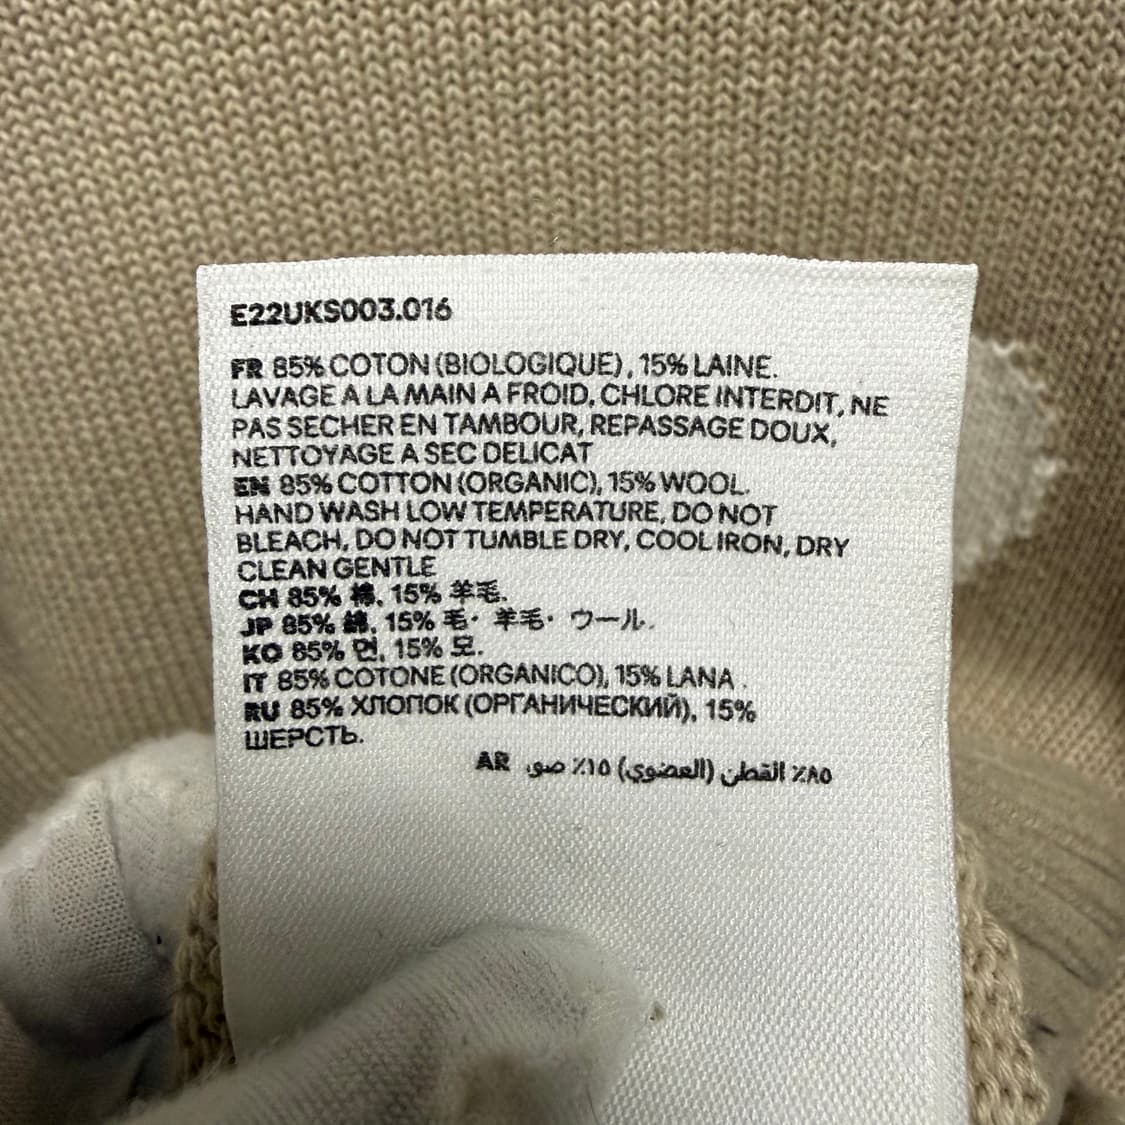 E22UKS003.016
FR 85% COTON (BIOLOGIQUE), 15% LAINE.
LAVAGE A LA MAIN A FROID, CHLORE INTERDIT, NE
PAS SECHER EN TAMBOUR, REPASSAGE DOUX,
NETTOYAGE A SEC DELICAT
EN 85% COTTON (ORGANIC), 15% WOOL.
HAND WASH LOW TEMPERATURE, DO NOT
BLEACH, DO NOT TUMBLE DRY, COOL IRON, DRY
CLEAN GENTLE
CH 85% 棉, 15% 羊毛.
JP 85% 綿, 15% 毛· 羊毛· ウール.
KO 85% 면, 15% 모.
IT 85% COTONE (ORGANICO), 15% LANA .
RU 85% ХЛОПОК (ОРГАНИЧЕСКИЙ), 15%
ШЕРСТЬ.
AR ٨٥٪ القطن (العضوي) ١٥٪ صو